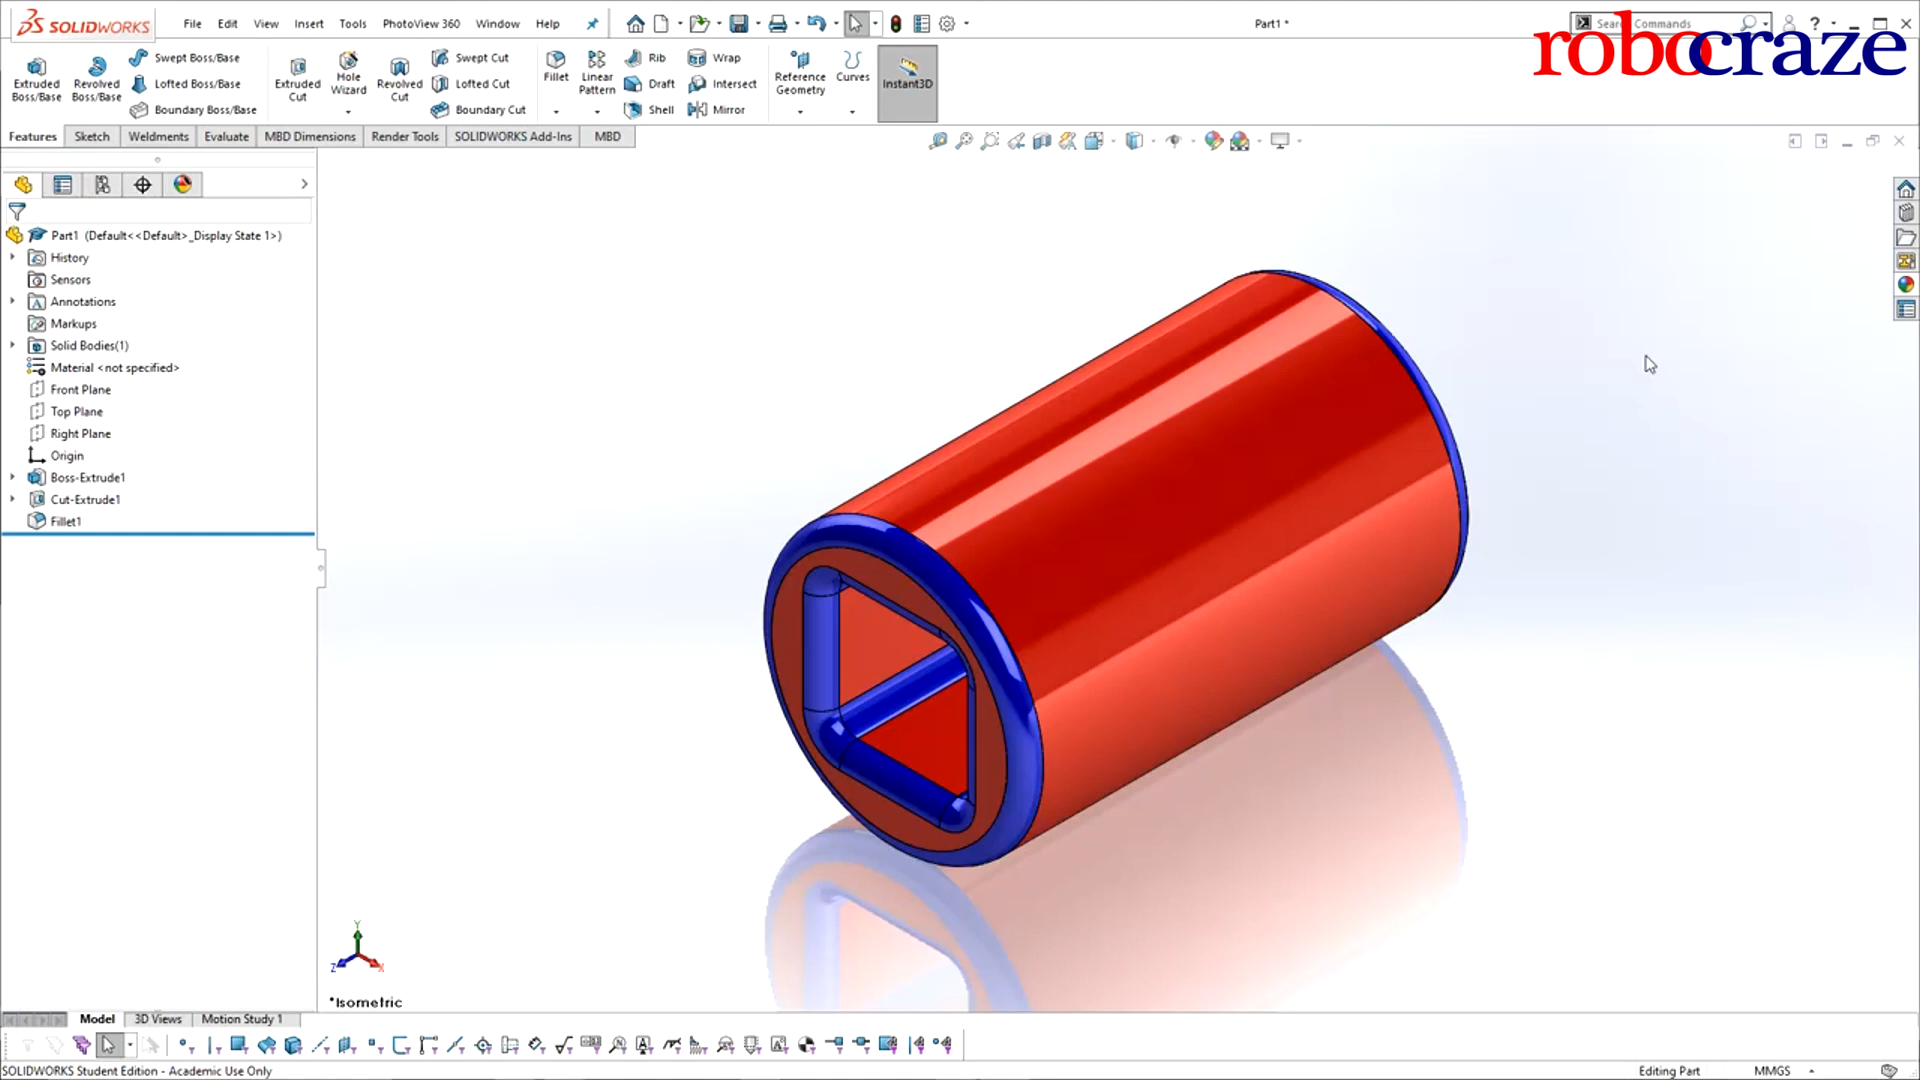 SOLIDWORKS File Edit View Insert Tools PhotoView 360 Window Help Part1 * Search Commands
robocraze
Extruded Boss/Base
Revolved Boss/Base
Swept Boss/Base
Lofted Boss/Base
Boundary Boss/Base
Extruded Cut
Hole Wizard
Revolved Cut
Swept Cut
Lofted Cut
Boundary Cut
Fillet
Linear Pattern
Rib
Draft
Shell
Wrap
Intersect
Mirror
Reference Geometry
Curves
Instant3D
Features Sketch Weldments Evaluate MBD Dimensions Render Tools SOLIDWORKS Add-Ins MBD
Part1 (Default<<Default>_Display State 1>)
History
Sensors
Annotations
Markups
Solid Bodies(1)
Material <not specified>
Front Plane
Top Plane
Right Plane
Origin
Boss-Extrude1
Cut-Extrude1
Fillet1
Y
Z X
*Isometric
Model 3D Views Motion Study 1
SOLIDWORKS Student Edition - Academic Use Only Editing Part MMGS